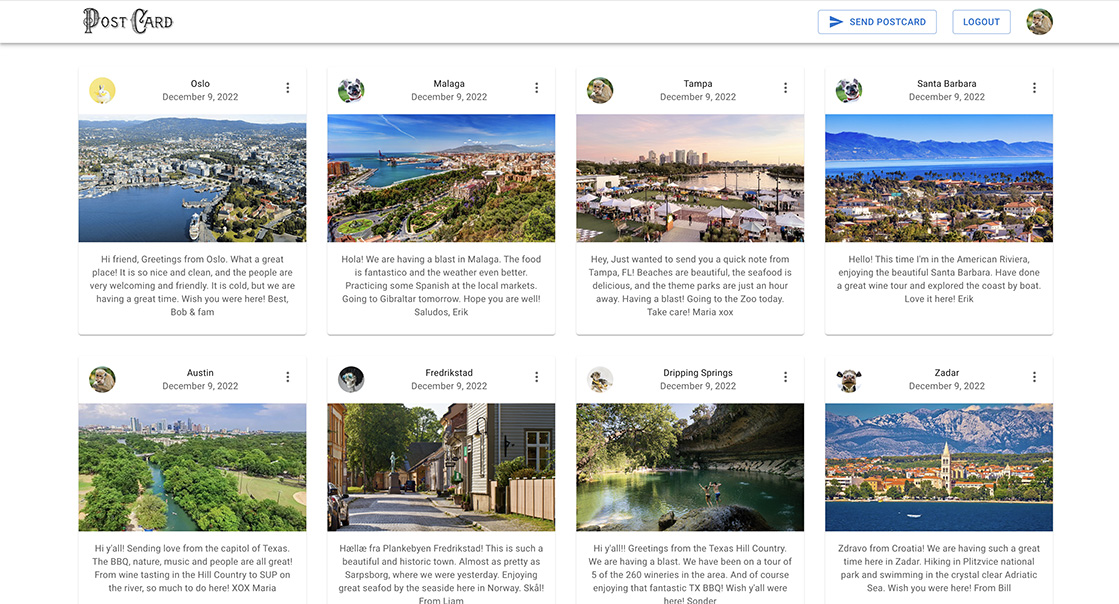 Post Card
SEND POSTCARD
LOGOUT
Oslo
December 9, 2022
Hi friend, Greetings from Oslo. What a great
place! It is so nice and clean, and the people are
very welcoming and friendly. It is cold, but we are
having a great time. Wish you were here! Best,
Bob & fam
Malaga
December 9, 2022
Hola! We are having a blast in Malaga. The food
is fantastico and the weather even better.
Practicing some Spanish at the local markets.
Going to Gibraltar tomorrow. Hope you are well!
Saludos, Erik
Tampa
December 9, 2022
Hey, Just wanted to send you a quick note from
Tampa, FL! Beaches are beautiful, the seafood is
delicious, and the theme parks are just an hour
away. Having a blast! Going to the Zoo today.
Take care! Maria xox
Santa Barbara
December 9, 2022
Hello! This time I'm in the American Riviera,
enjoying the beautiful Santa Barbara. Have done
a great wine tour and explored the coast by boat.
Love it here! Erik
Austin
December 9, 2022
Hi y'all! Sending love from the capitol of Texas.
The BBQ, nature, music and people are all great!
From wine tasting in the Hill Country to SUP on
the river, so much to do here! XOX Maria
Fredrikstad
December 9, 2022
Hællæ fra Plankebyen Fredrikstad! This is such a
beautiful and historic town. Almost as pretty as
Sarpsborg, where we were yesterday. Enjoying
great seafod by the seaside here in Norway. Skål!
From Liam
Dripping Springs
December 9, 2022
Hi y'all!! Greetings from the Texas Hill Country.
We are having a blast. We have been on a tour of
5 of the 260 wineries in the area. And of course
enjoying that fantastic TX BBQ! Wish y'all were
here! Sonder
Zadar
December 9, 2022
Zdravo from Croatia! We are having such a great
time here in Zadar. Hiking in Plitzvice national
park and swimming in the crystal clear Adriatic
Sea. Wish you were here! From Bill